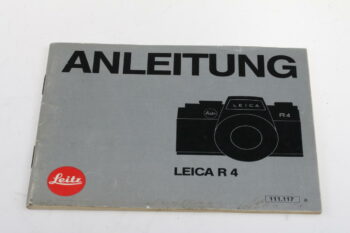 ANLEITUNG
LEICA
R4
LEICA R 4
Leitz
111.117